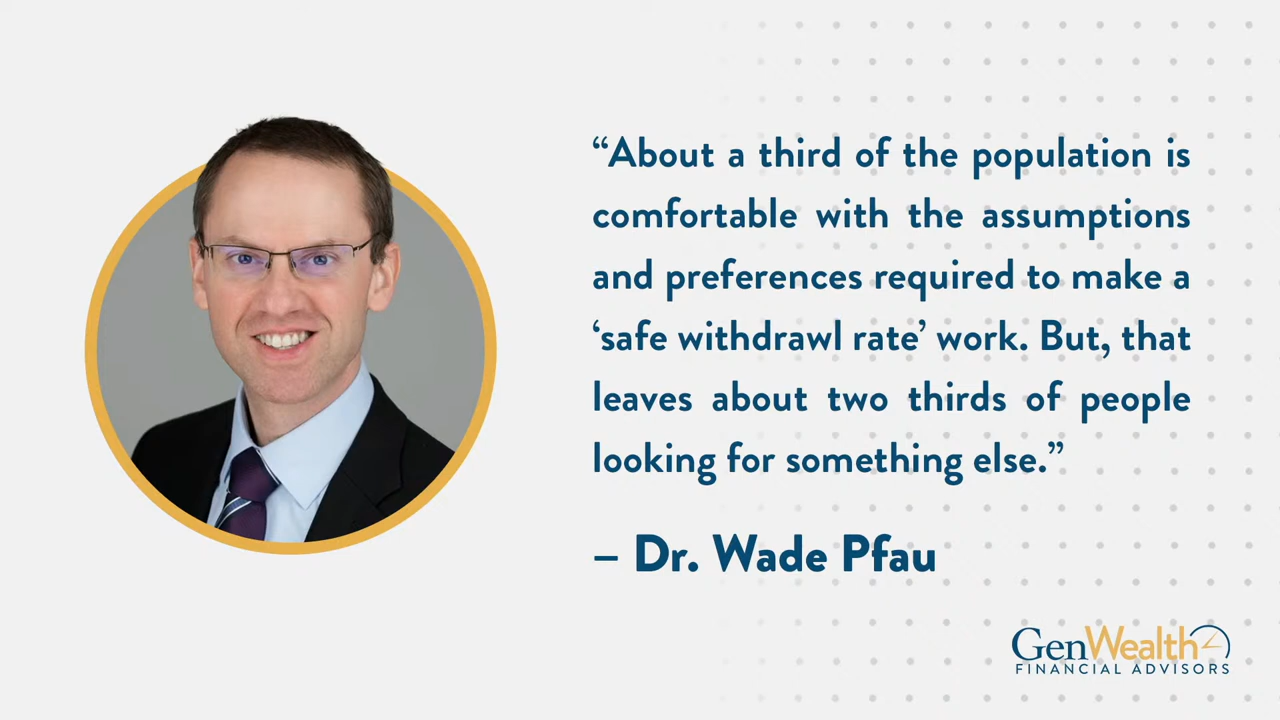 “About a third of the population is
comfortable with the assumptions
and preferences required to make a
‘safe withdrawl rate’ work. But, that
leaves about two thirds of people
looking for something else.”
– Dr. Wade Pfau
GenWealth
FINANCIAL ADVISORS